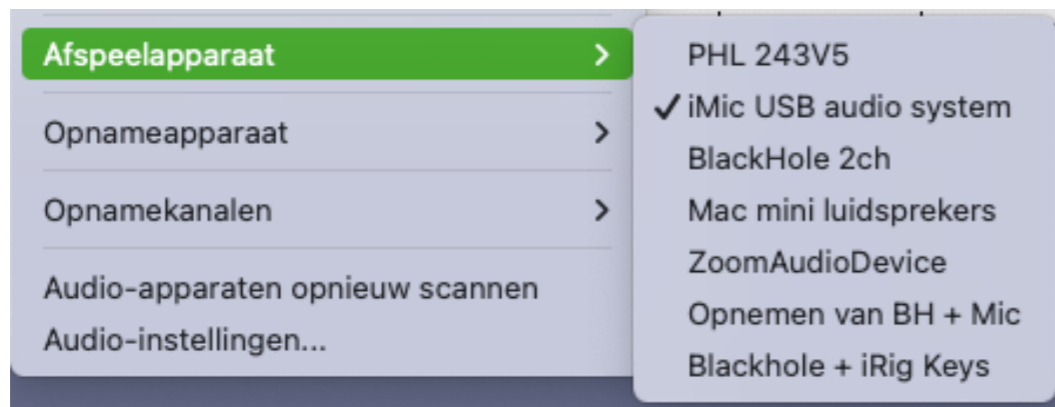 Afspeelapparaat
Opnameapparaat
Opnamekanalen
Audio-apparaten opnieuw scannen
Audio-instellingen...
PHL 243V5
iMic USB audio system
BlackHole 2ch
Mac mini luidsprekers
ZoomAudioDevice
Opnemen van BH + Mic
Blackhole + iRig Keys